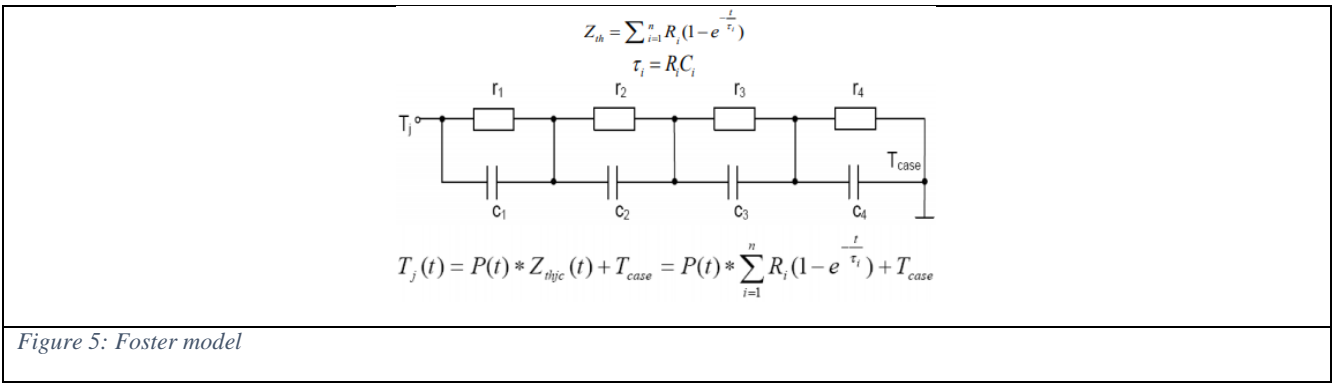 Z_th = ∑_{i=1}^{n} R_i (1 − e^{−t/τ_i})
τ_i = R_i C_i
r1 r2 r3 r4
Tj
Tcase
c1 c2 c3 c4
T_j (t) = P(t) * Z_thjc (t) + T_case = P(t) * ∑_{i=1}^{n} R_i (1 − e^{−t/τ_i}) + T_case
Figure 5: Foster model